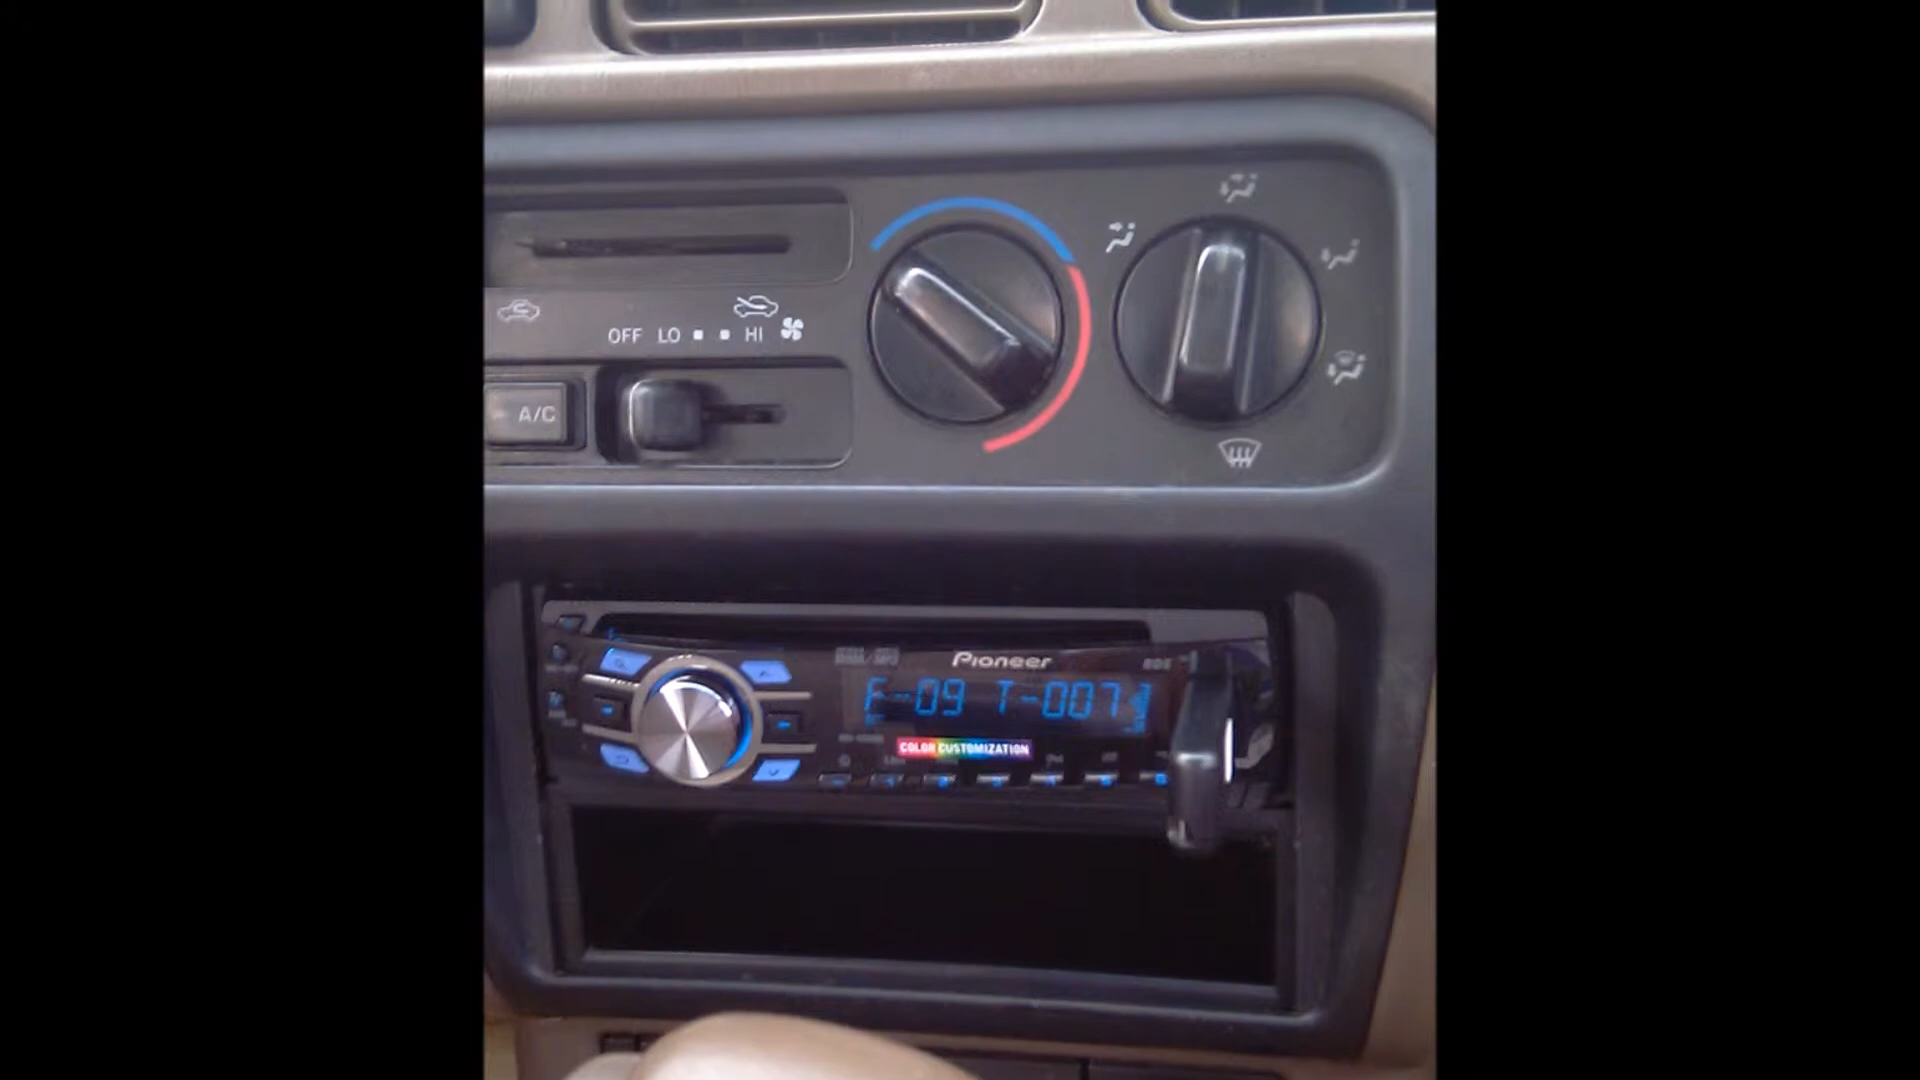 OFF LO HI
A/C
Pioneer
F-09 T-007
COLOR CUSTOMIZATION